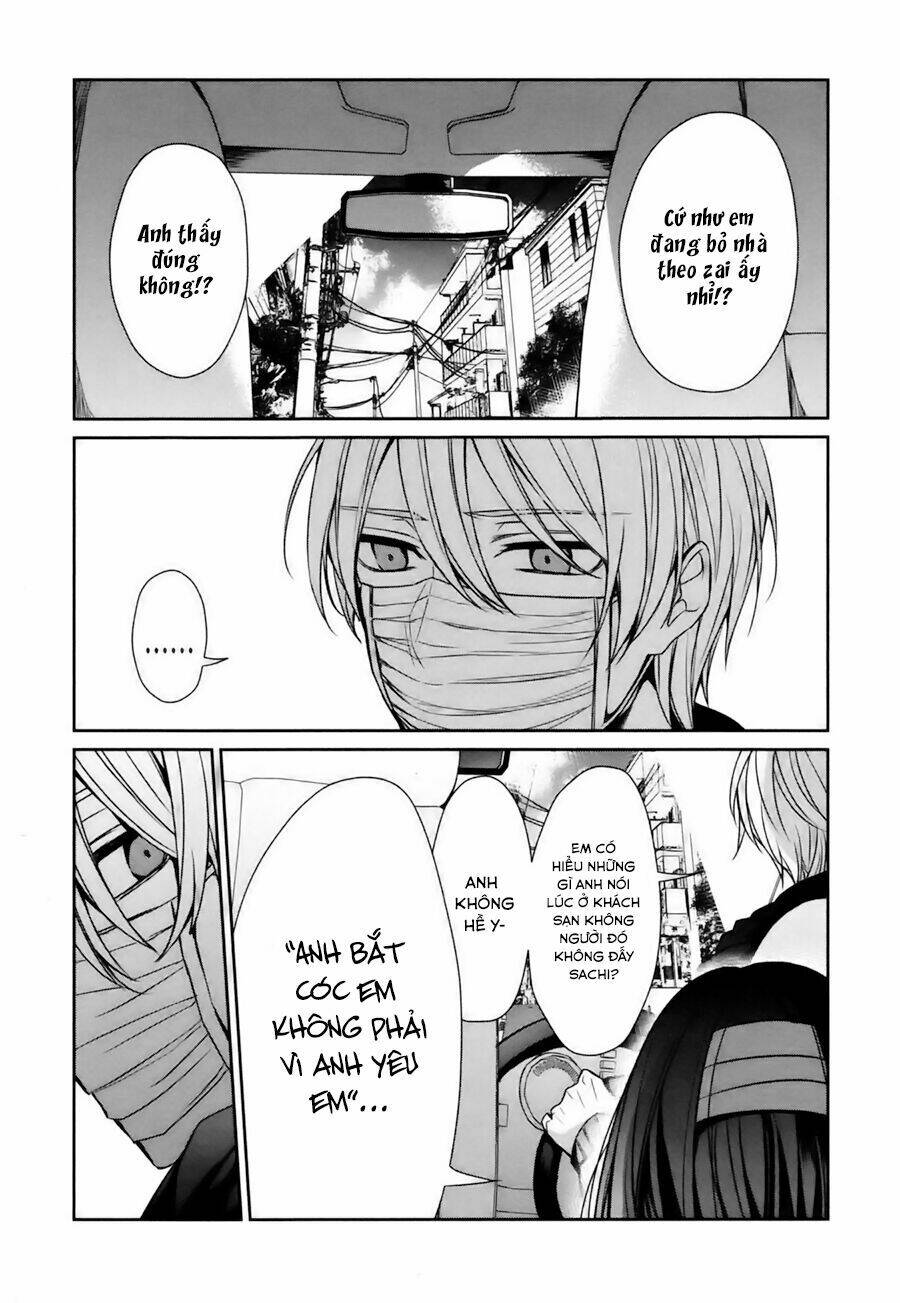 Cứ như em
đang bỏ nhà
theo zai ấy
nhỉ!?
Anh thấy
đúng
không!?
......
EM CÓ
HIỂU NHỮNG
GÌ ANH NÓI
LÚC Ở KHÁCH
SẠN KHÔNG
NGƯỜI ĐÓ
KHÔNG ĐẤY
SACHI?
ANH
KHÔNG
HỀ Y-
"ANH BẮT
CÓC EM
KHÔNG PHẢI
VÌ ANH YÊU
EM"...